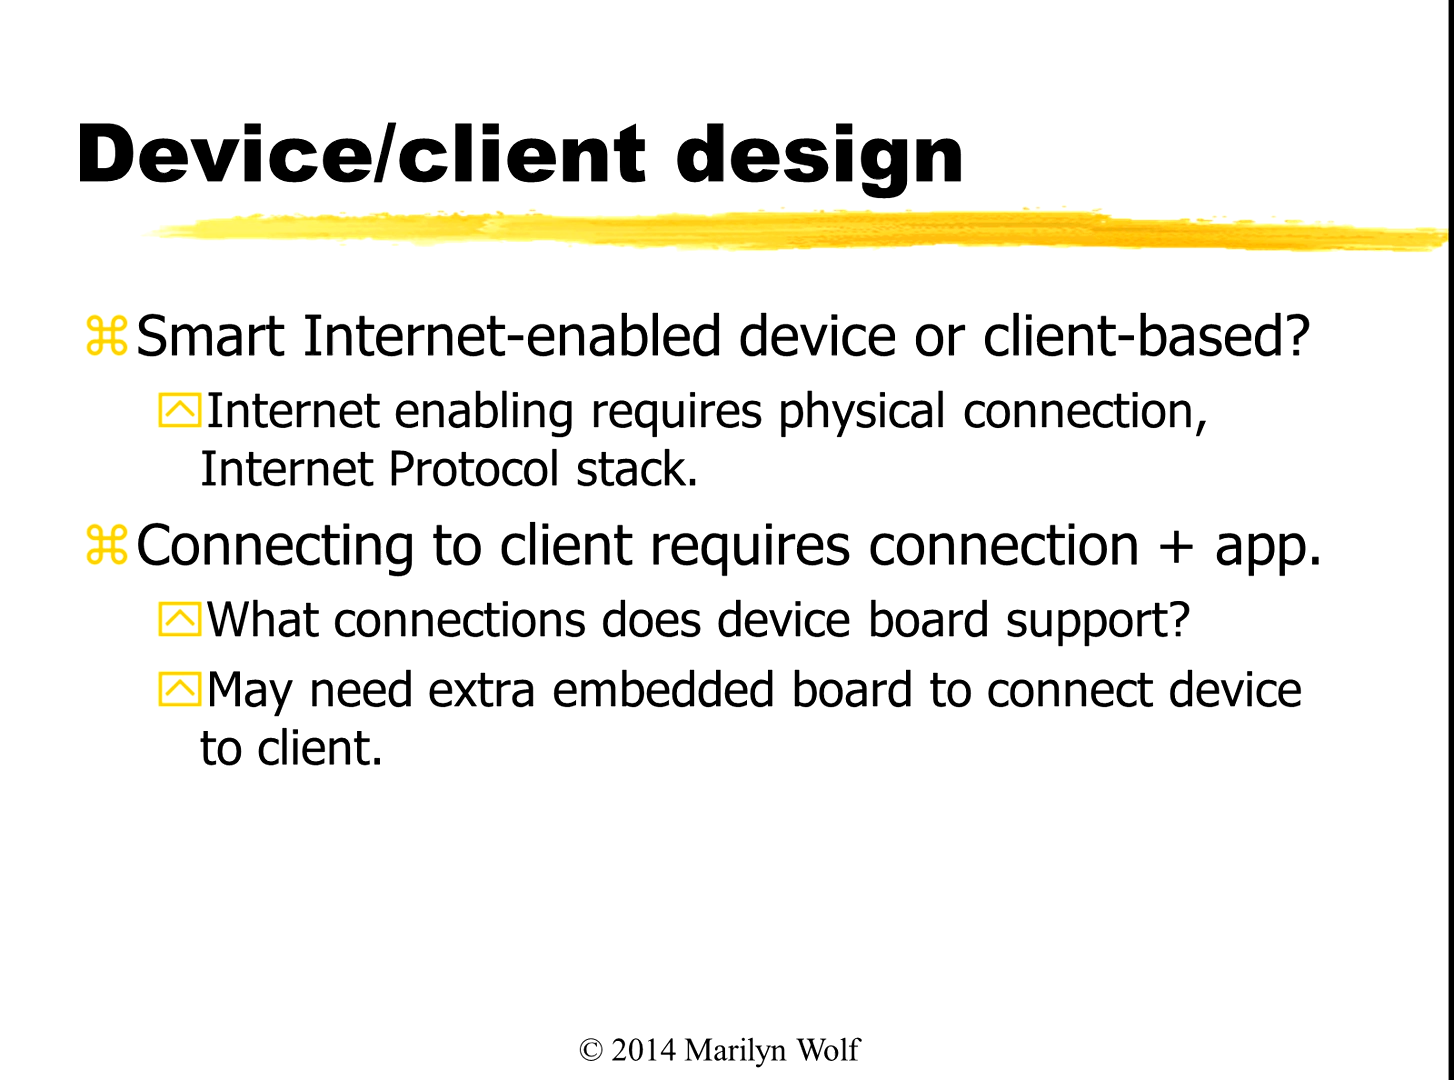 Device/client design
⌘Smart Internet-enabled device or client-based?
Internet enabling requires physical connection,
Internet Protocol stack.
⌘Connecting to client requires connection + app.
What connections does device board support?
May need extra embedded board to connect device
to client.
© 2014 Marilyn Wolf